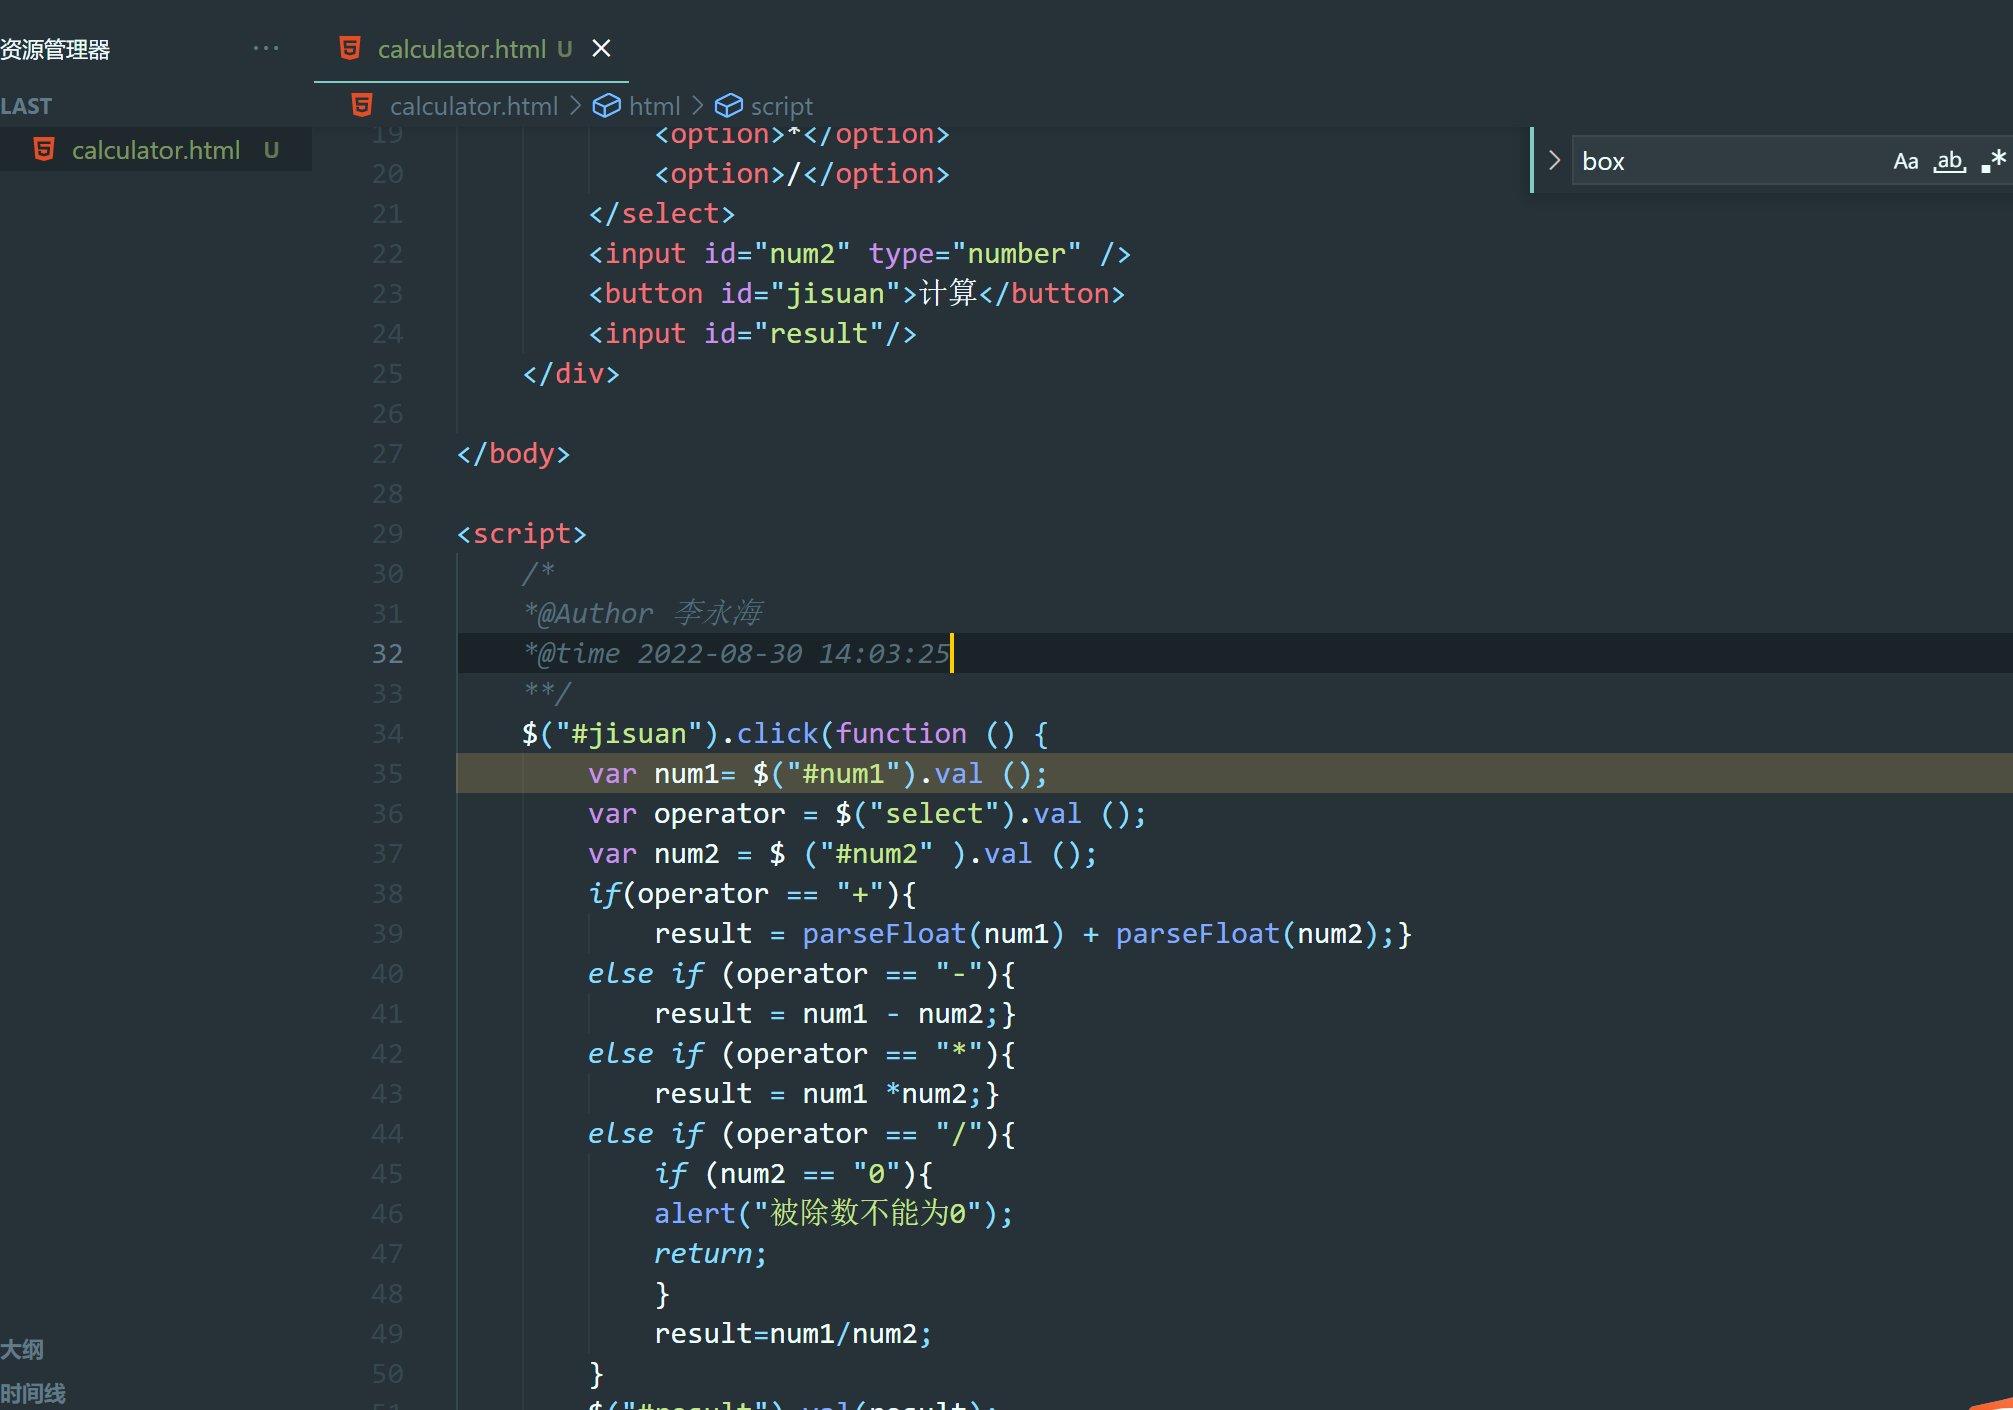 资源管理器 ···
calculator.html U
LAST
calculator.html > html > script
calculator.html U
box Aa ab .*
19 <option>*</option>
20 <option>/</option>
21 </select>
22 <input id="num2" type="number" />
23 <button id="jisuan">计算</button>
24 <input id="result"/>
25 </div>
26
27 </body>
28
29 <script>
30 /*
31 *@Author 李永海
32 *@time 2022-08-30 14:03:25
33 **/
34 $("#jisuan").click(function () {
35 var num1= $("#num1").val ();
36 var operator = $("select").val ();
37 var num2 = $ ("#num2" ).val ();
38 if(operator == "+"){
39 result = parseFloat(num1) + parseFloat(num2);}
40 else if (operator == "-"){
41 result = num1 - num2;}
42 else if (operator == "*"){
43 result = num1 *num2;}
44 else if (operator == "/"){
45 if (num2 == "0"){
46 alert("被除数不能为0");
47 return;
48 }
49 result=num1/num2;
50 }
51 $("#result").val(result);
大纲
时间线